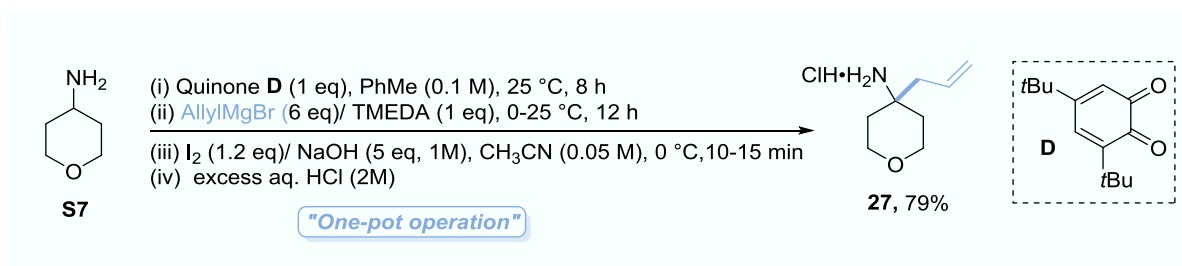 NH₂
O
S7
(i) Quinone D (1 eq), PhMe (0.1 M), 25 °C, 8 h
(ii) AllylMgBr (6 eq)/ TMEDA (1 eq), 0-25 °C, 12 h
(iii) I₂ (1.2 eq)/ NaOH (5 eq, 1M), CH₃CN (0.05 M), 0 °C,10-15 min
(iv) excess aq. HCl (2M)
"One-pot operation"
ClH•H₂N
O
27, 79%
tBu
O
O
D
tBu